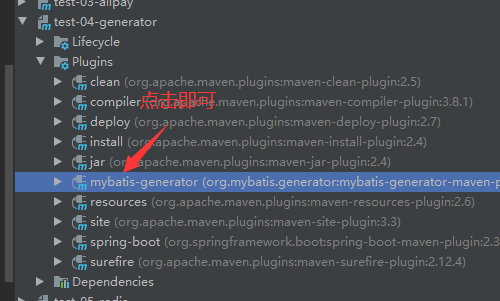 test-03-alipay
test-04-generator
Lifecycle
Plugins
clean (org.apache.maven.plugins:maven-clean-plugin:2.5)
点击即可
compiler (org.apache.maven.plugins:maven-compiler-plugin:3.8.1)
deploy (org.apache.maven.plugins:maven-deploy-plugin:2.7)
install (org.apache.maven.plugins:maven-install-plugin:2.4)
jar (org.apache.maven.plugins:maven-jar-plugin:2.4)
mybatis-generator (org.mybatis.generator:mybatis-generator-maven-p
resources (org.apache.maven.plugins:maven-resources-plugin:2.6)
site (org.apache.maven.plugins:maven-site-plugin:3.3)
spring-boot (org.springframework.boot:spring-boot-maven-plugin:2.3
surefire (org.apache.maven.plugins:maven-surefire-plugin:2.12.4)
Dependencies
test-05-redis